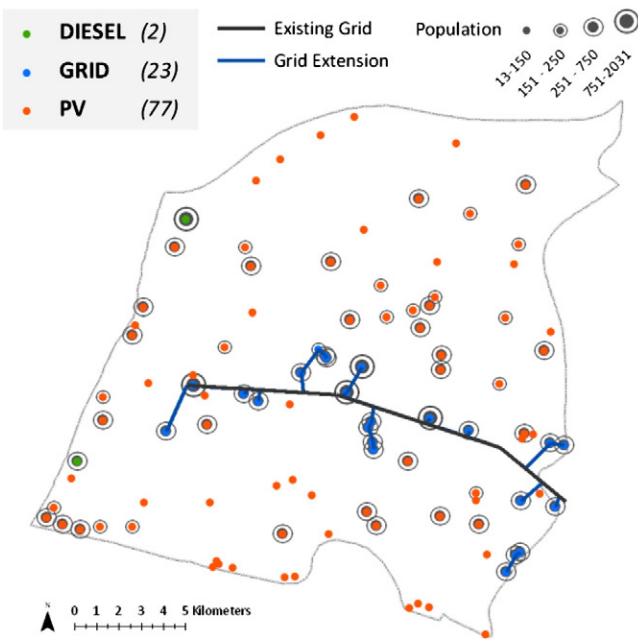 DIESEL (2)
GRID (23)
PV (77)
Existing Grid
Grid Extension
Population
13-150
151 - 250
251 - 750
751-2031
N
0 1 2 3 4 5 Kilometers